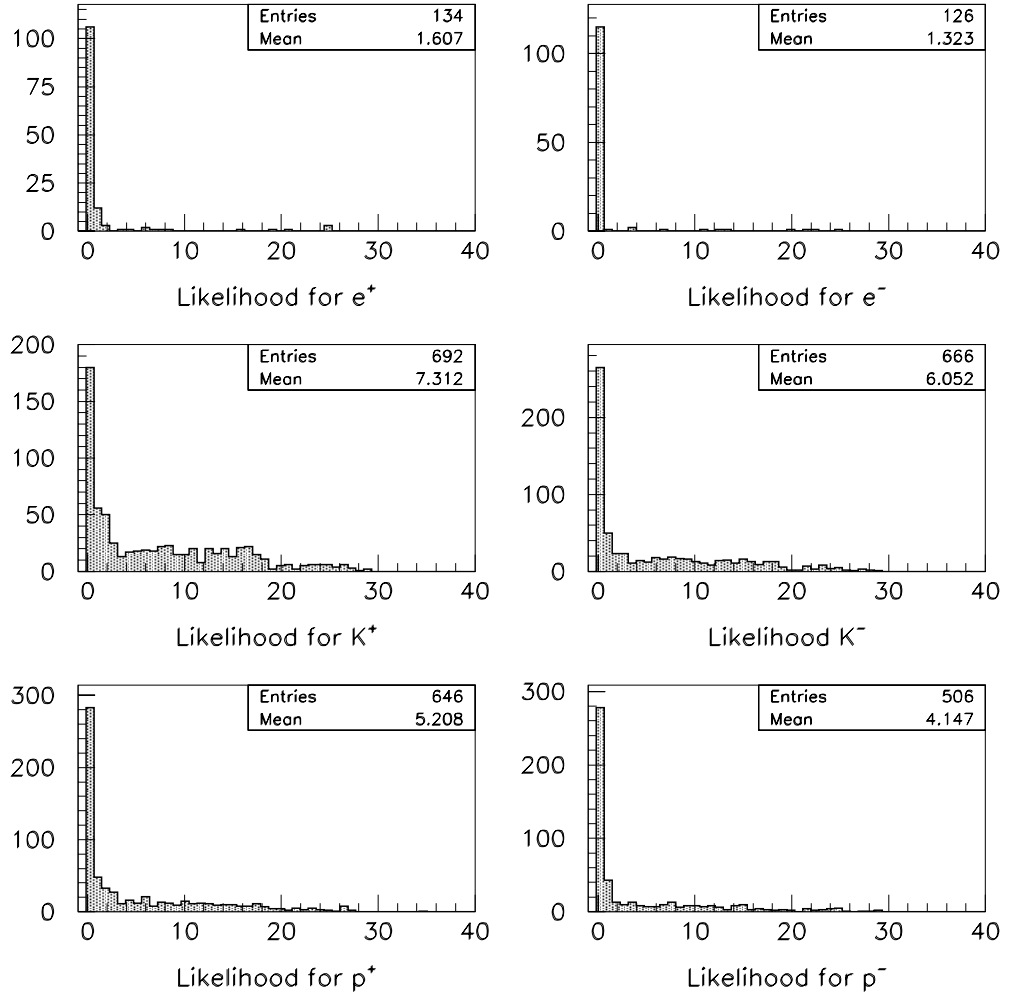 Entries 134
Mean 1.607
100
75
50
25
0
0 10 20 30 40
Likelihood for e⁺
Entries 126
Mean 1.323
100
50
0
0 10 20 30 40
Likelihood for e⁻
Entries 692
Mean 7.312
200
150
100
50
0
0 10 20 30 40
Likelihood for K⁺
Entries 666
Mean 6.052
200
100
0
0 10 20 30 40
Likelihood K⁻
Entries 646
Mean 5.208
300
200
100
0
0 10 20 30 40
Likelihood for p⁺
Entries 506
Mean 4.147
300
200
100
0
0 10 20 30 40
Likelihood for p⁻